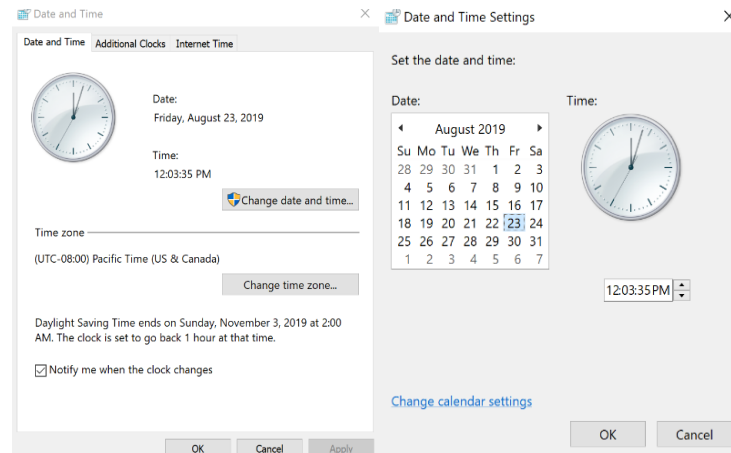 Date and Time
Date and Time Additional Clocks Internet Time
Date:
Friday, August 23, 2019
Time:
12:03:35 PM
Change date and time...
Time zone
(UTC-08:00) Pacific Time (US & Canada)
Change time zone...
Daylight Saving Time ends on Sunday, November 3, 2019 at 2:00
AM. The clock is set to go back 1 hour at that time.
Notify me when the clock changes
OK Cancel Apply
Date and Time Settings
Set the date and time:
Date:
August 2019
Su Mo Tu We Th Fr Sa
28 29 30 31 1 2 3
4 5 6 7 8 9 10
11 12 13 14 15 16 17
18 19 20 21 22 23 24
25 26 27 28 29 30 31
1 2 3 4 5 6 7
Time:
12:03:35 PM
Change calendar settings
OK Cancel